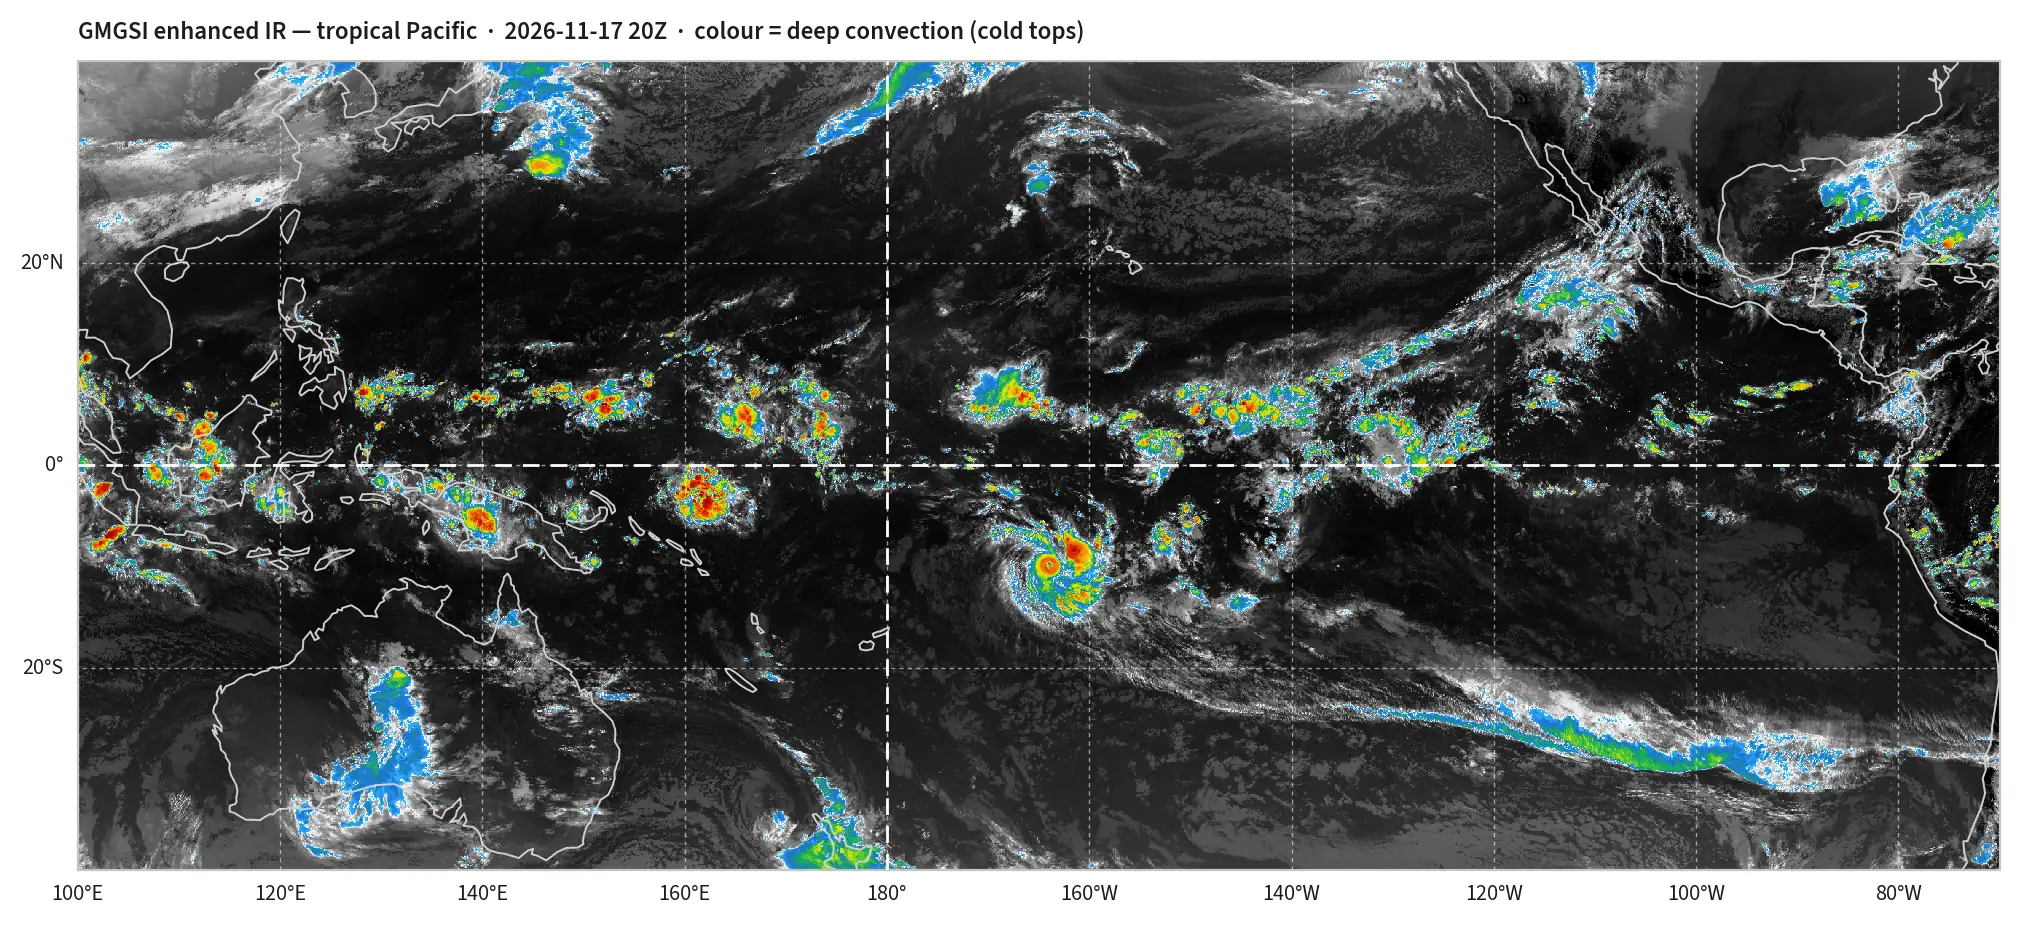 GMGSI enhanced IR — tropical Pacific · 2026-11-17 20Z · colour = deep convection (cold tops)
20°N
0°
20°S
100°E 120°E 140°E 160°E 180° 160°W 140°W 120°W 100°W 80°W